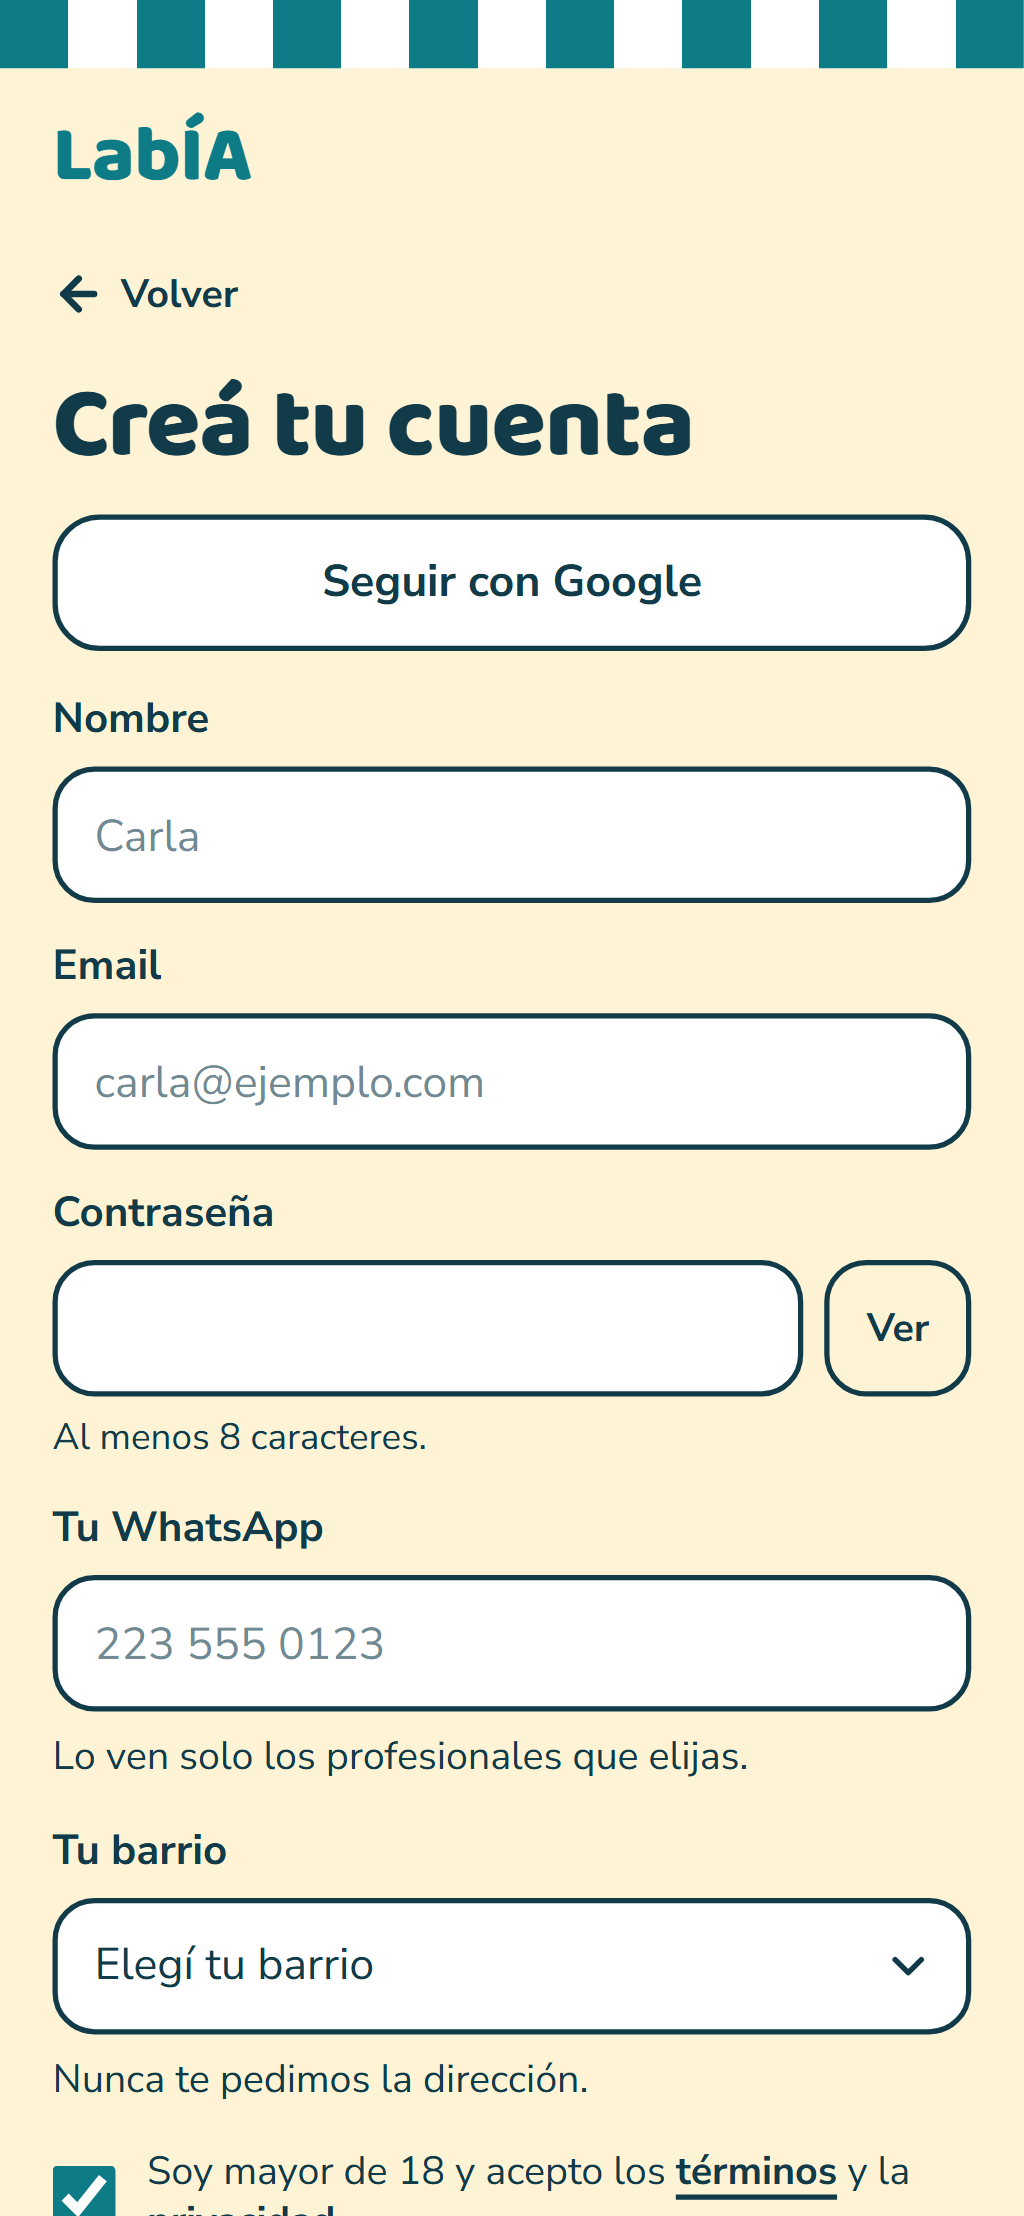 LabÍA
Volver
Creá tu cuenta
Seguir con Google
Nombre
Carla
Email
carla@ejemplo.com
Contraseña
Ver
Al menos 8 caracteres.
Tu WhatsApp
223 555 0123
Lo ven solo los profesionales que elijas.
Tu barrio
Elegí tu barrio
Nunca te pedimos la dirección.
Soy mayor de 18 y acepto los términos y la